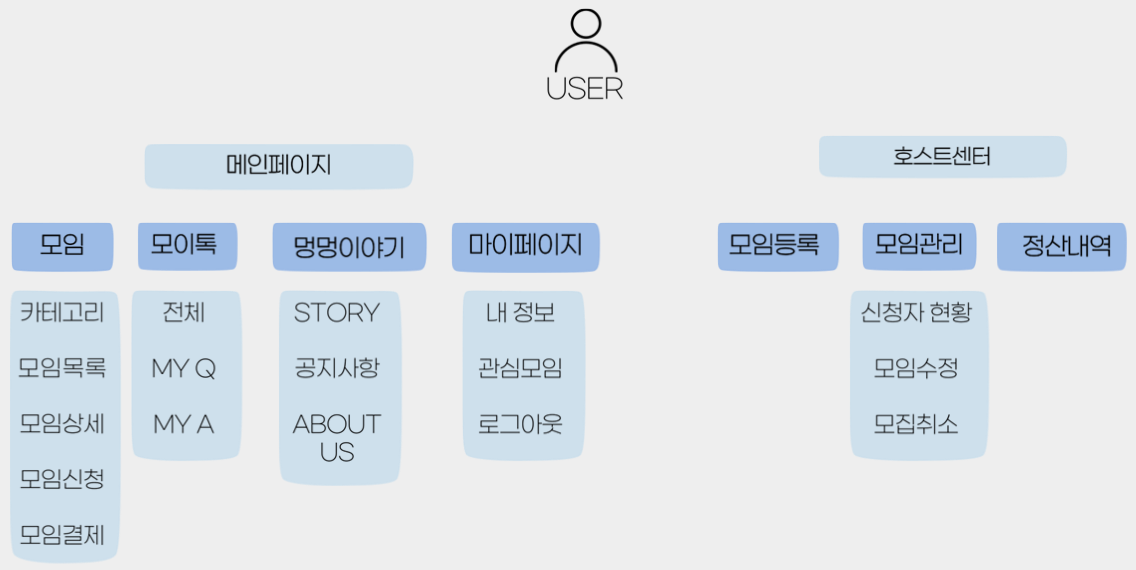 USER
메인페이지
호스트센터
모임
모이톡
멍멍이야기
마이페이지
모임등록
모임관리
정산내역
카테고리
모임목록
모임상세
모임신청
모임결제
전체
MY Q
MY A
STORY
공지사항
ABOUT
US
내 정보
관심모임
로그아웃
신청자 현황
모임수정
모집취소